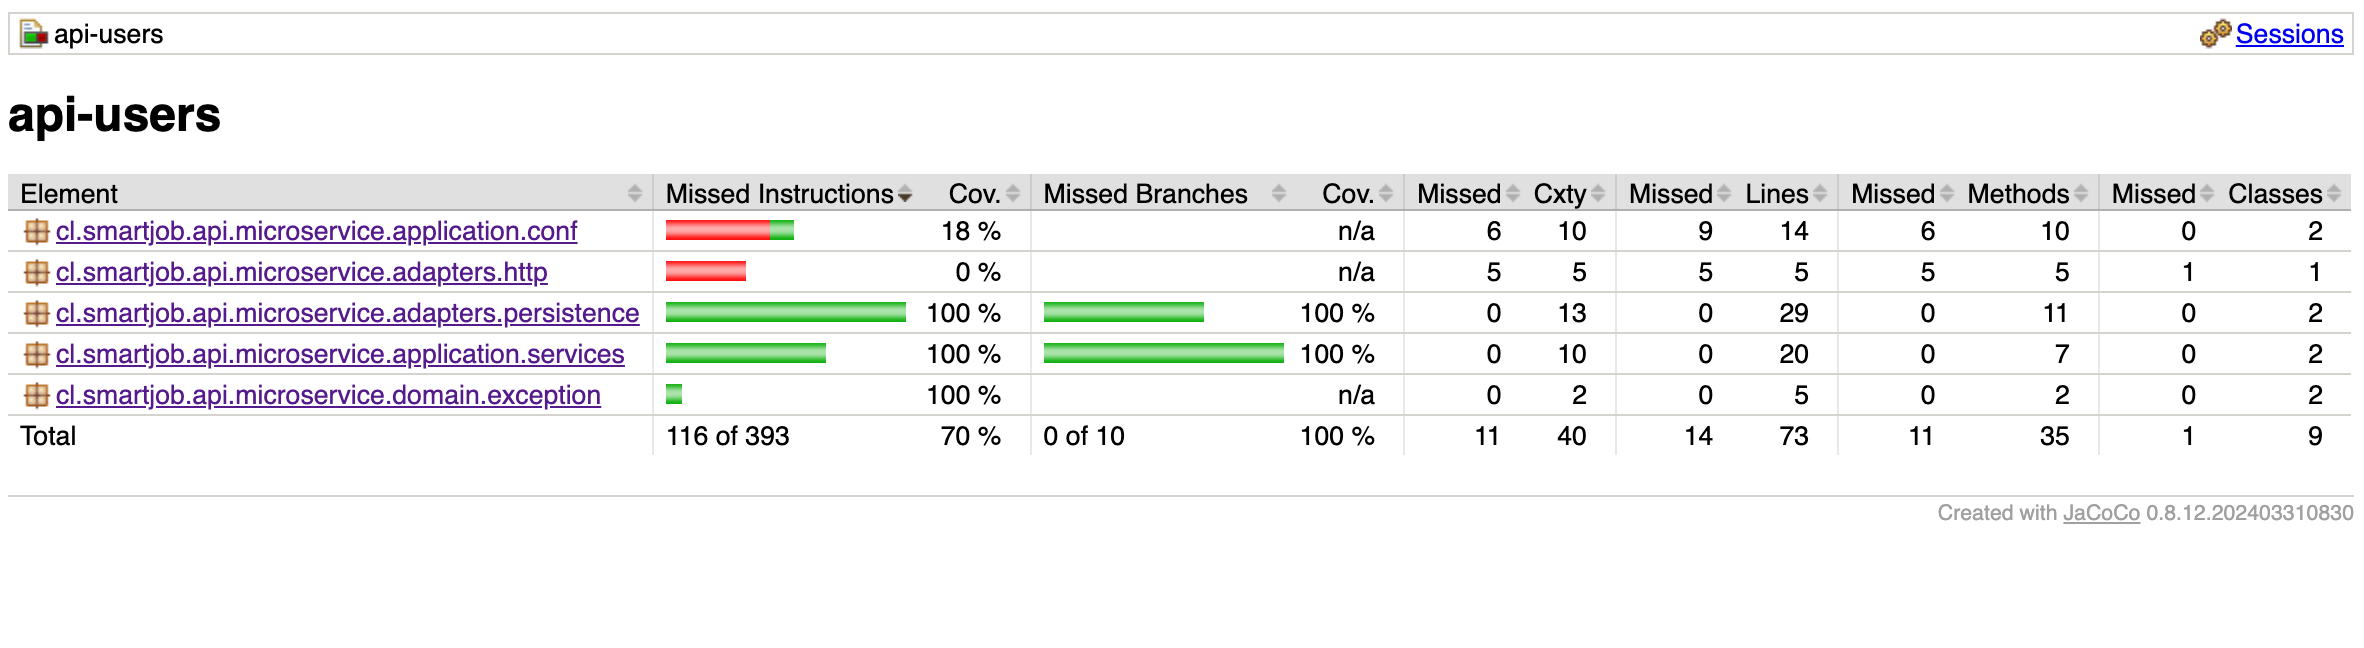 api-users Sessions
api-users
Element Missed Instructions Cov. Missed Branches Cov. Missed Cxty Missed Lines Missed Methods Missed Classes
cl.smartjob.api.microservice.application.conf 18 % n/a 6 10 9 14 6 10 0 2
cl.smartjob.api.microservice.adapters.http 0 % n/a 5 5 5 5 5 5 1 1
cl.smartjob.api.microservice.adapters.persistence 100 % 100 % 0 13 0 29 0 11 0 2
cl.smartjob.api.microservice.application.services 100 % 100 % 0 10 0 20 0 7 0 2
cl.smartjob.api.microservice.domain.exception 100 % n/a 0 2 0 5 0 2 0 2
Total 116 of 393 70 % 0 of 10 100 % 11 40 14 73 11 35 1 9
Created with JaCoCo 0.8.12.202403310830